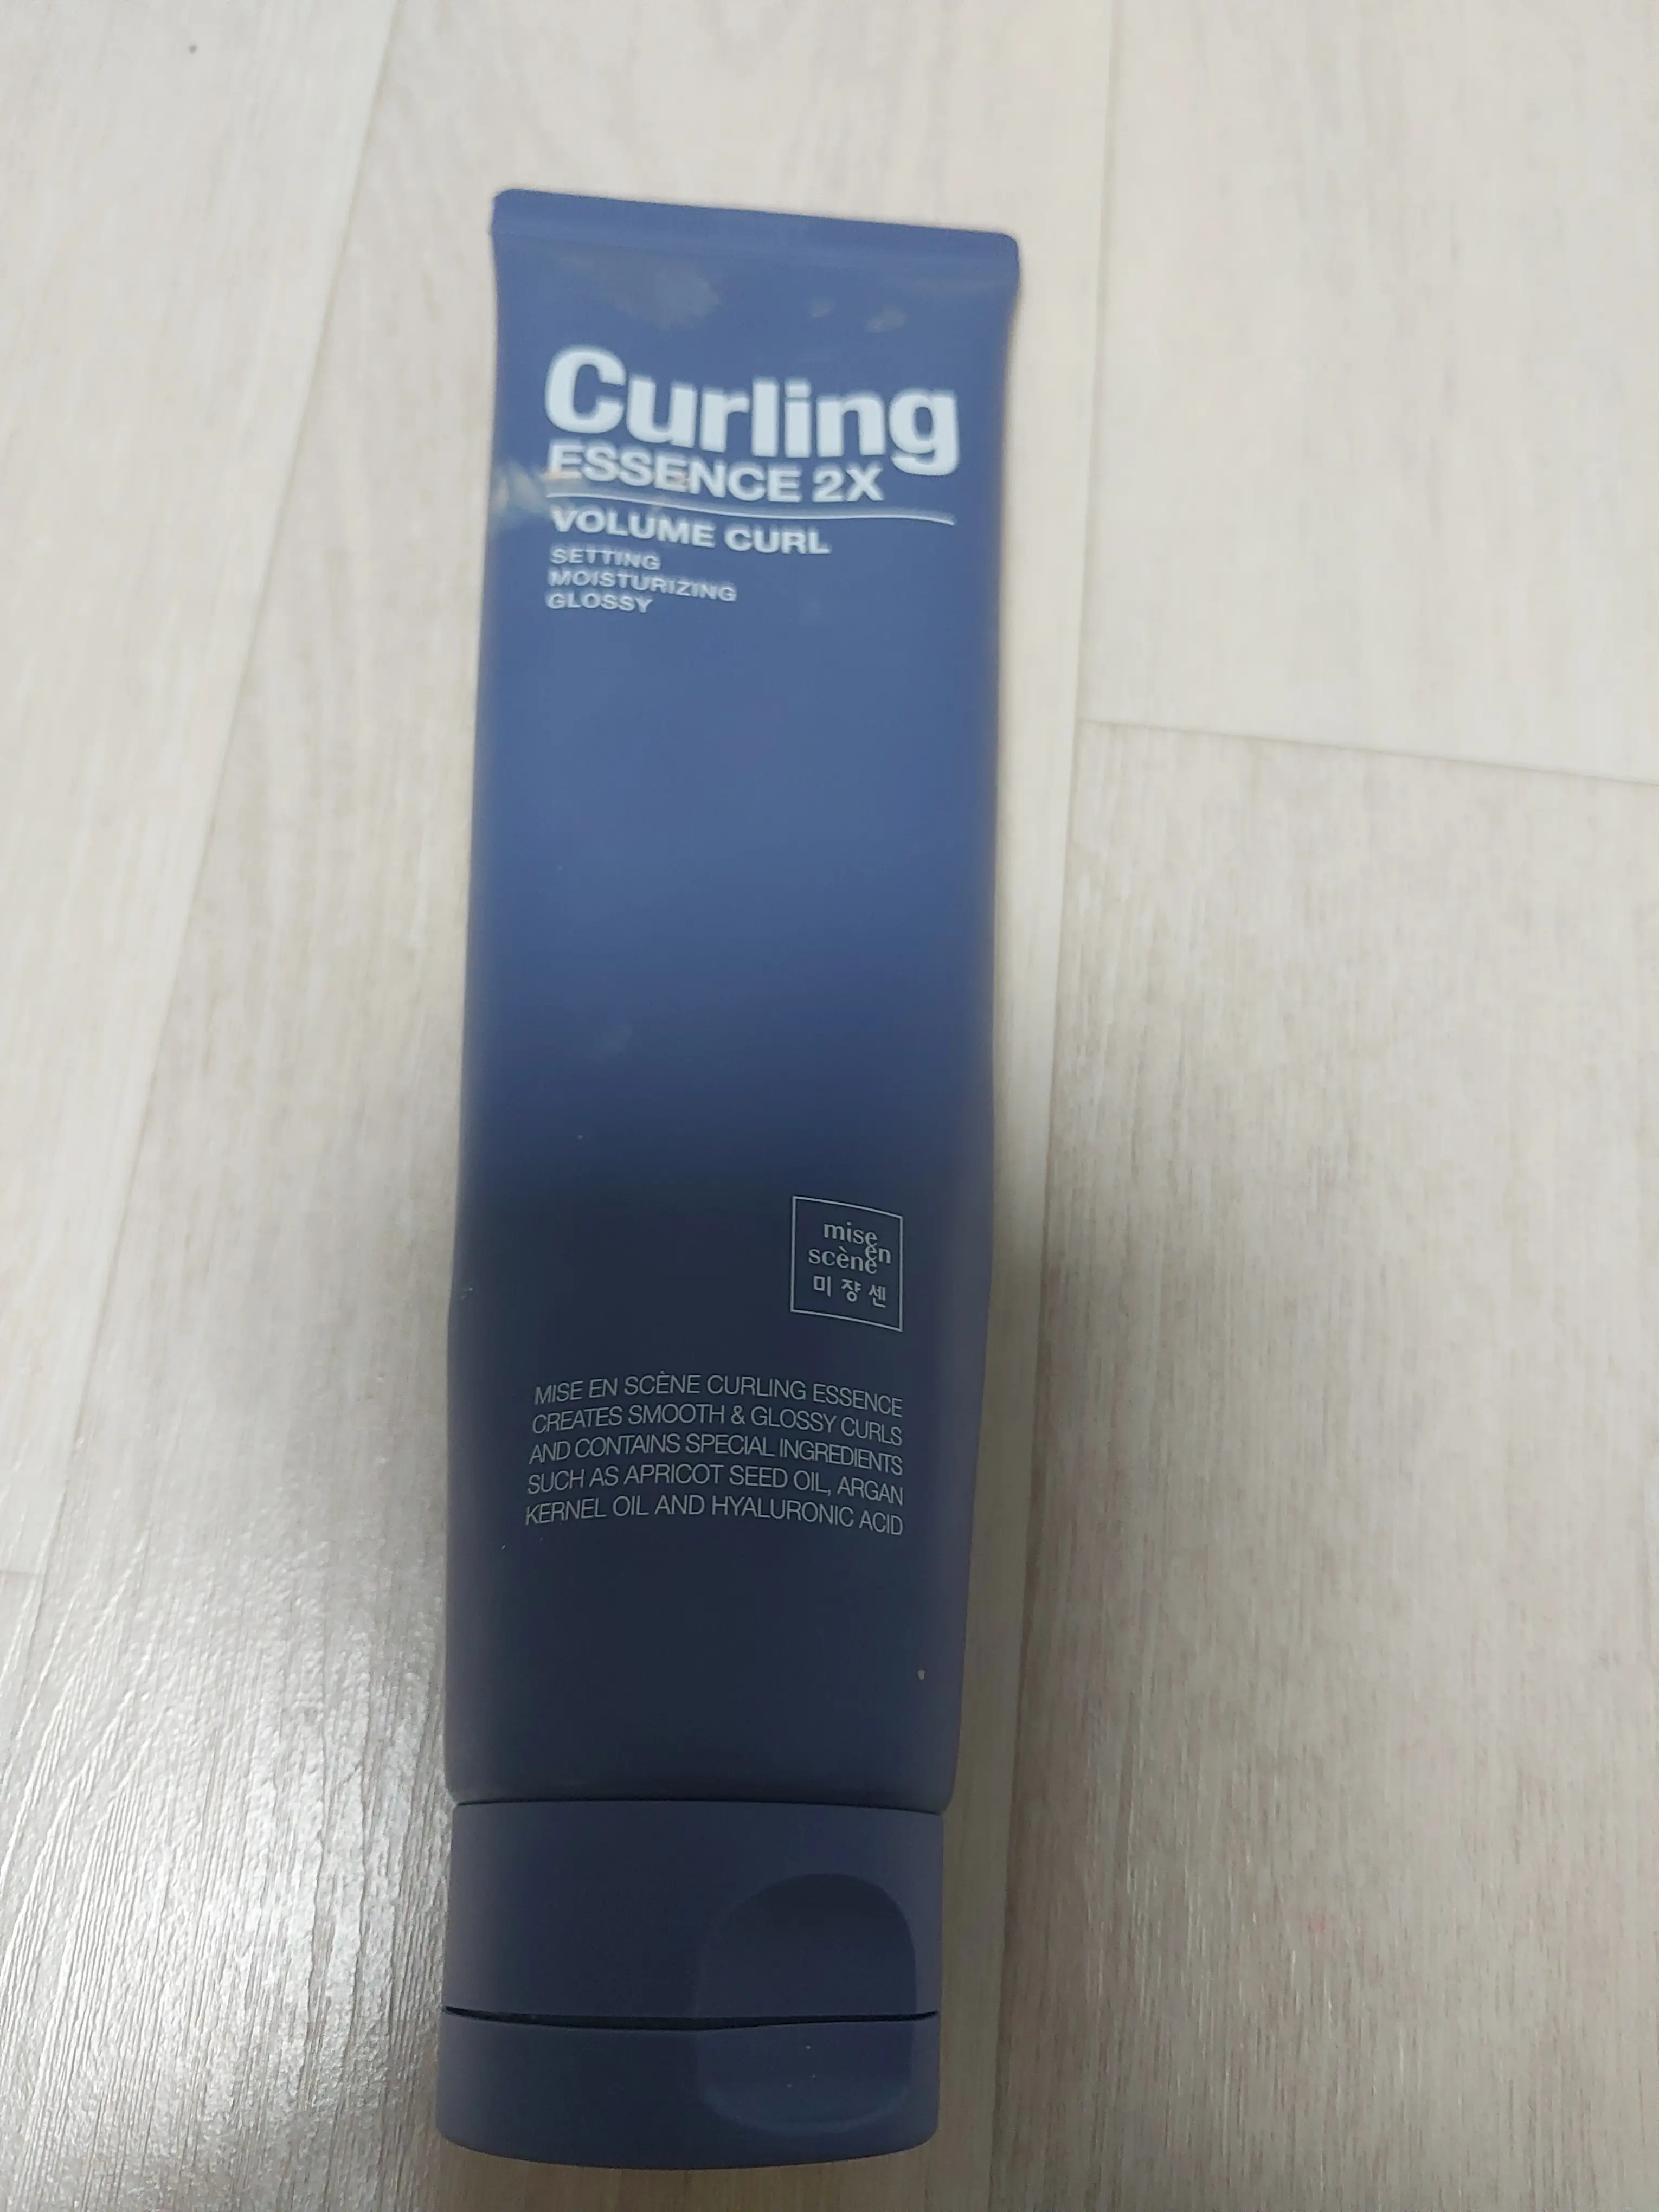 Curling
ESSENCE 2X
VOLUME CURL
SETTING
MOISTURIZING
GLOSSY
mise
en
scène
미쟝센
MISE EN SCÈNE CURLING ESSENCE
CREATES SMOOTH & GLOSSY CURLS
AND CONTAINS SPECIAL INGREDIENTS
SUCH AS APRICOT SEED OIL, ARGAN
KERNEL OIL AND HYALURONIC ACID